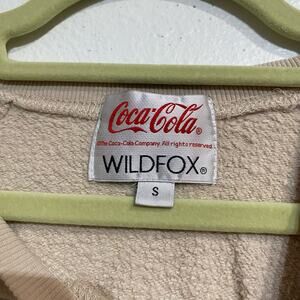 Coca-Cola®
©The Coca-Cola Company. All rights reserved.
WILDFOX®
S